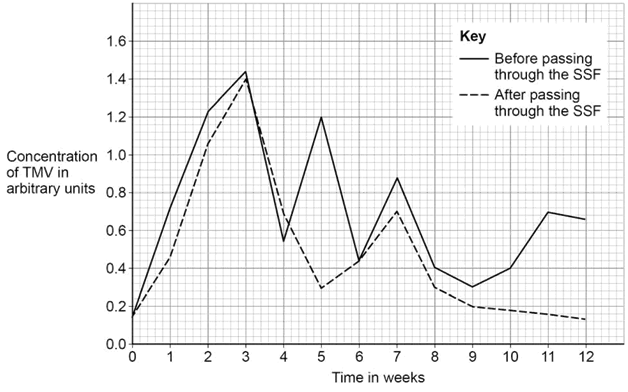 Key
Before passing
through the SSF
After passing
through the SSF
Concentration
of TMV in
arbitrary units
1.6
1.4
1.2
1.0
0.8
0.6
0.4
0.2
0.0
0 1 2 3 4 5 6 7 8 9 10 11 12
Time in weeks